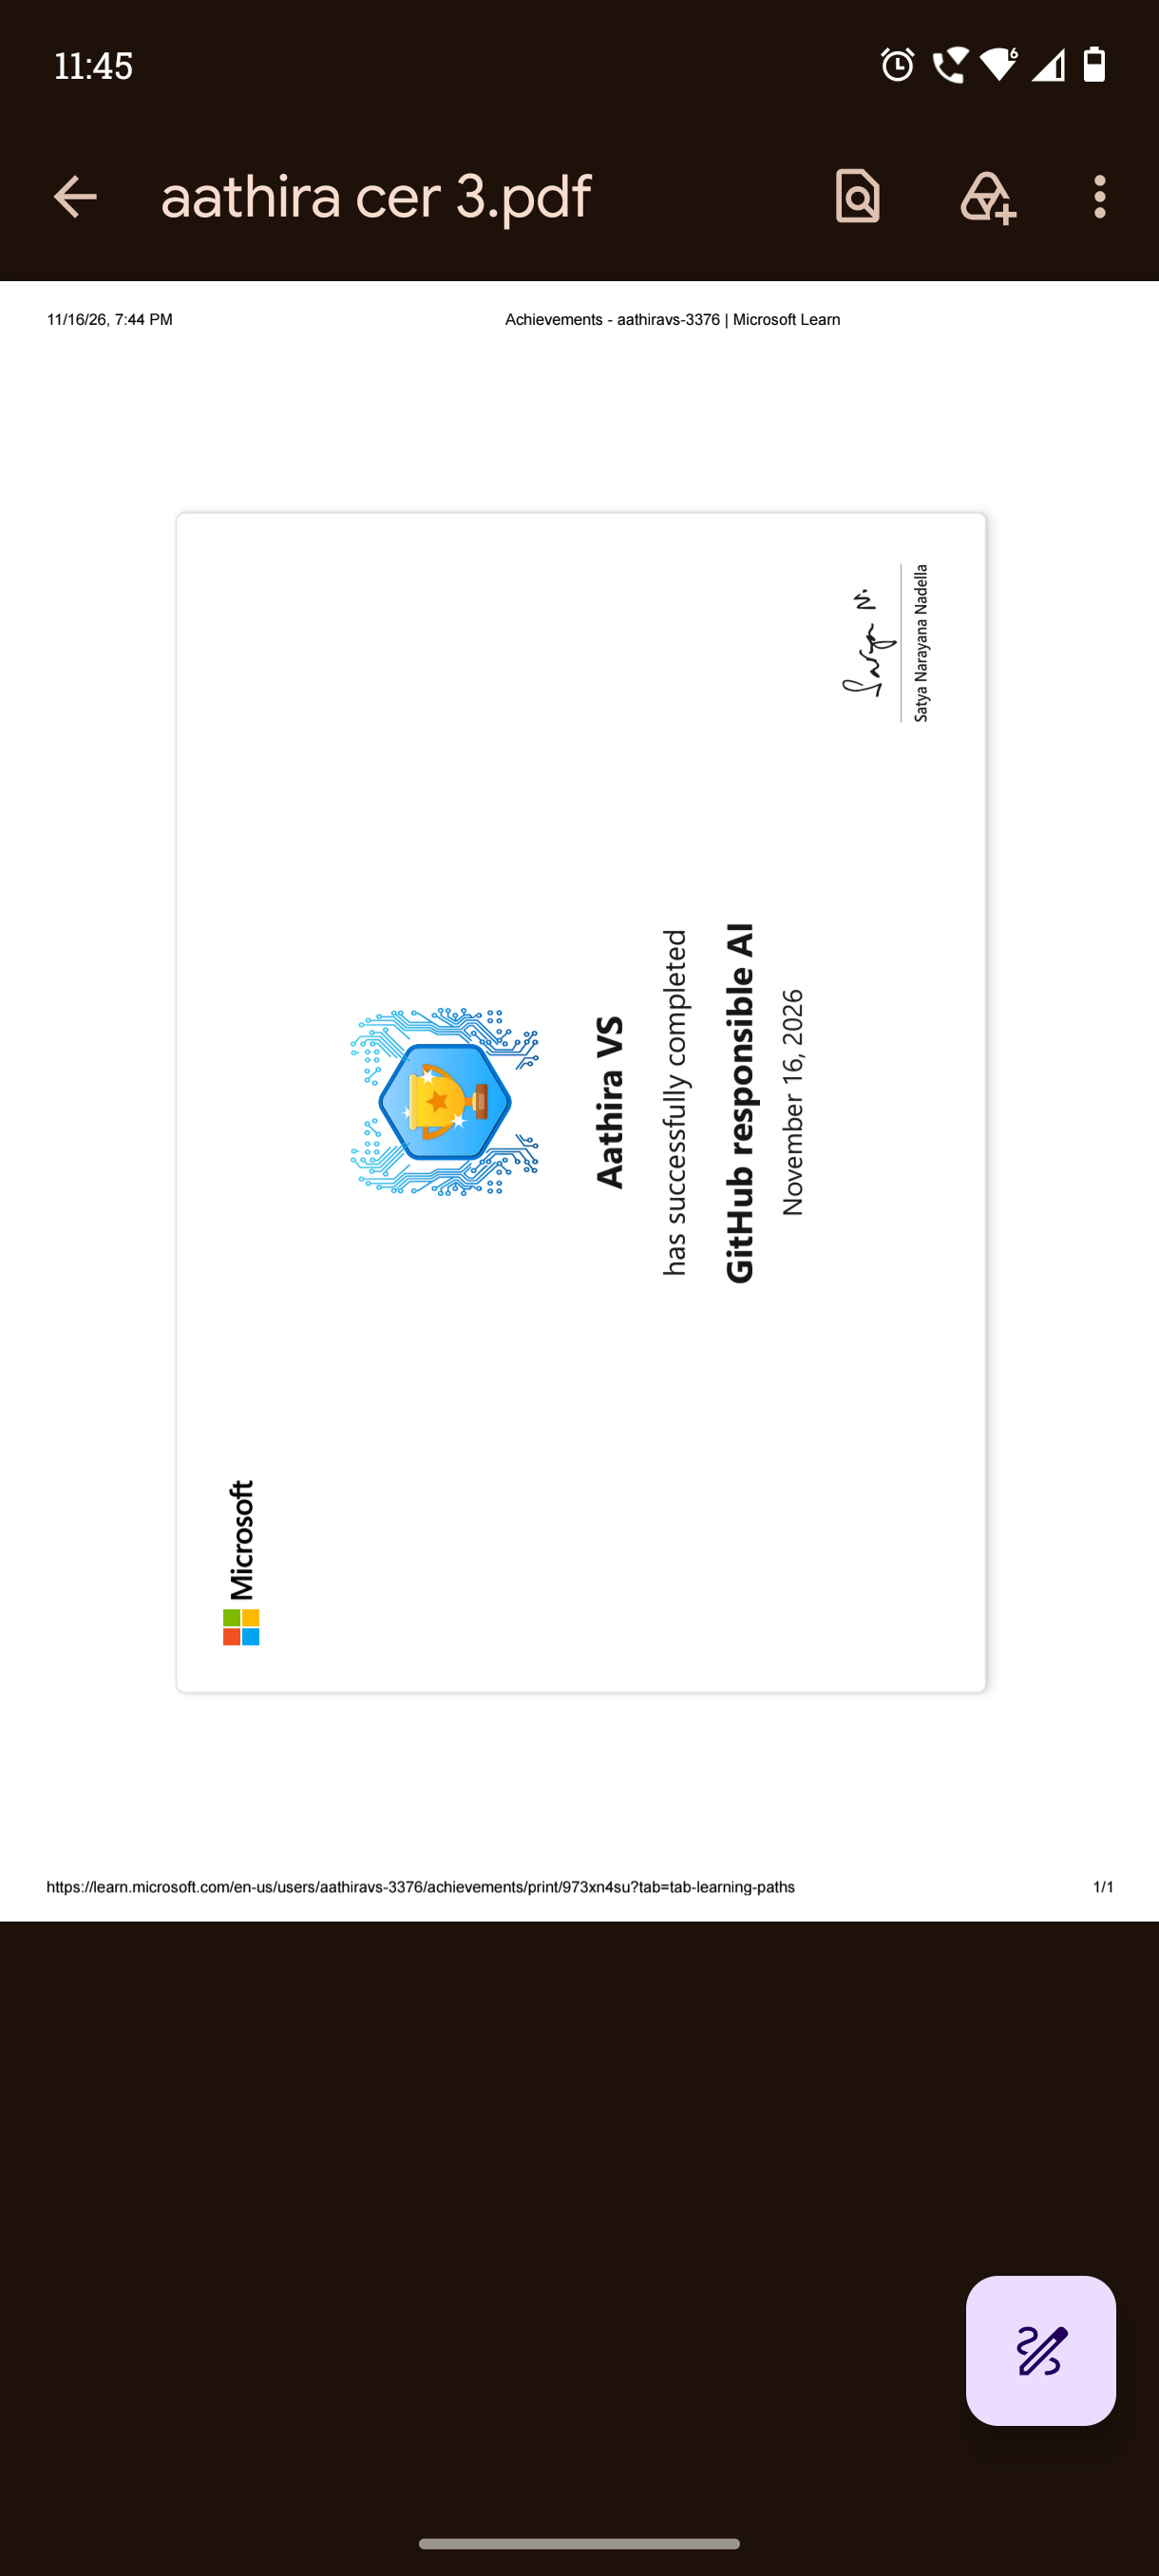 11:45
6
aathira cer 3.pdf
11/16/26, 7:44 PM
Achievements - aathiravs-3376 | Microsoft Learn
Microsoft
Aathira VS
has successfully completed
GitHub responsible AI
November 16, 2026
Satya N.
Satya Narayana Nadella
https://learn.microsoft.com/en-us/users/aathiravs-3376/achievements/print/973xn4su?tab=tab-learning-paths
1/1